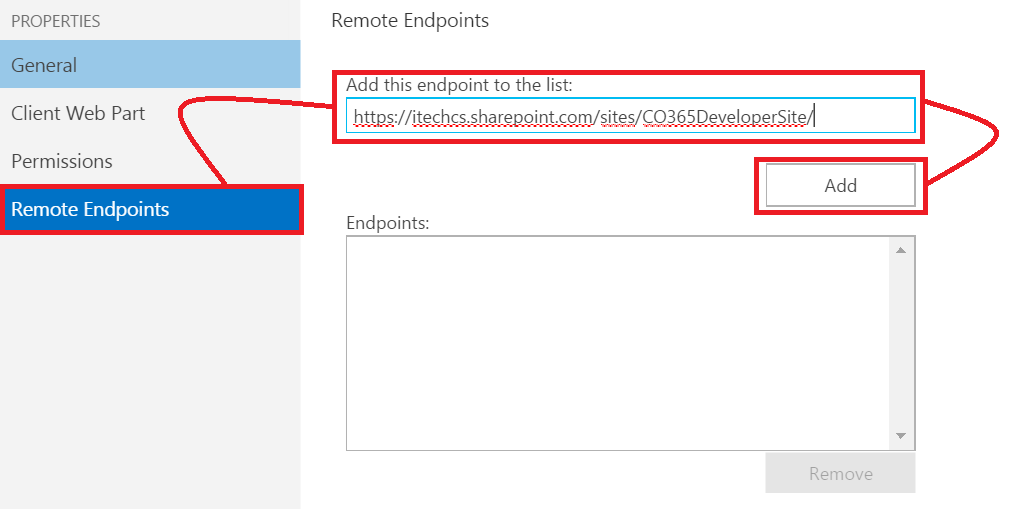 PROPERTIES
General
Client Web Part
Permissions
Remote Endpoints
Remote Endpoints
Add this endpoint to the list:
https://itechcs.sharepoint.com/sites/CO365DeveloperSite/
Add
Endpoints:
Remove